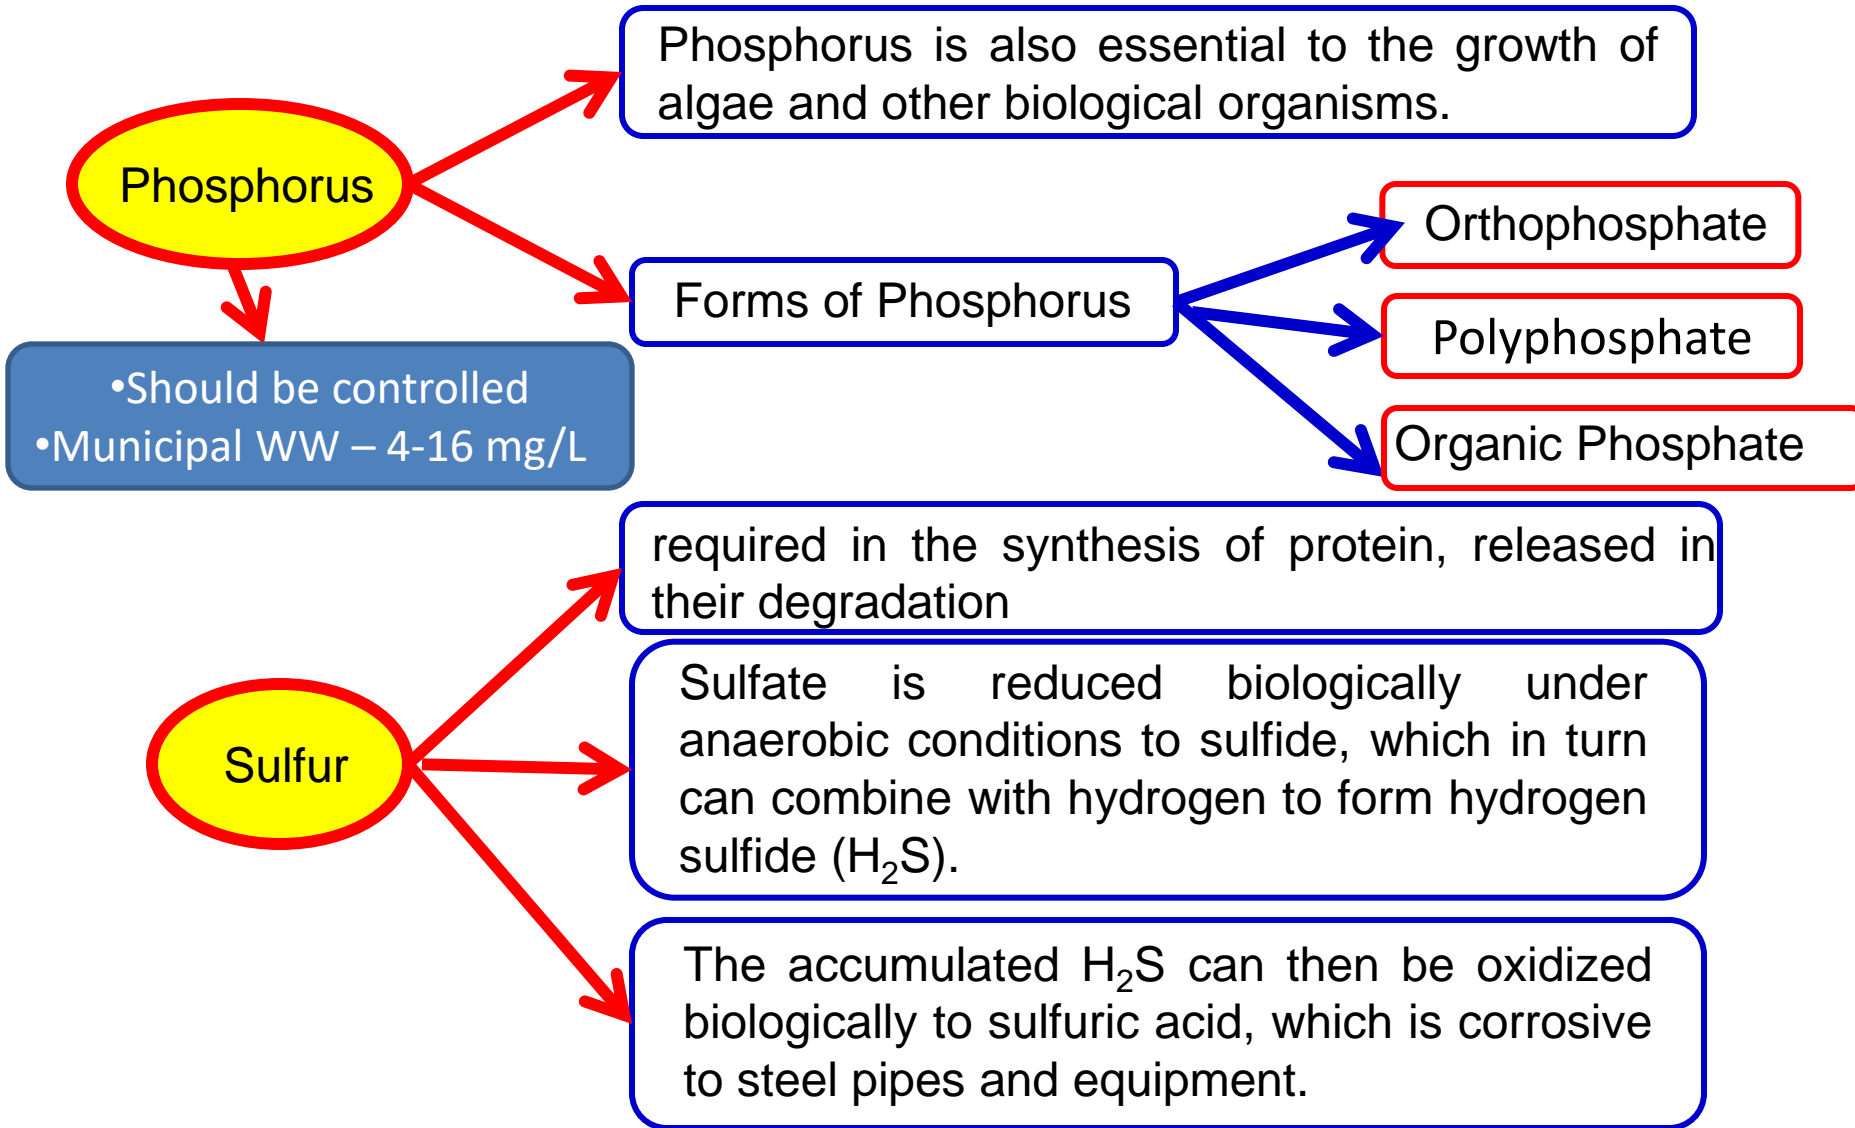 Phosphorus is also essential to the growth of
algae and other biological organisms.
Phosphorus
Orthophosphate
Forms of Phosphorus
Polyphosphate
•Should be controlled
•Municipal WW – 4-16 mg/L
Organic Phosphate
required in the synthesis of protein, released in
their degradation
Sulfate is reduced biologically under
anaerobic conditions to sulfide, which in turn
can combine with hydrogen to form hydrogen
sulfide (H₂S).
Sulfur
The accumulated H₂S can then be oxidized
biologically to sulfuric acid, which is corrosive
to steel pipes and equipment.